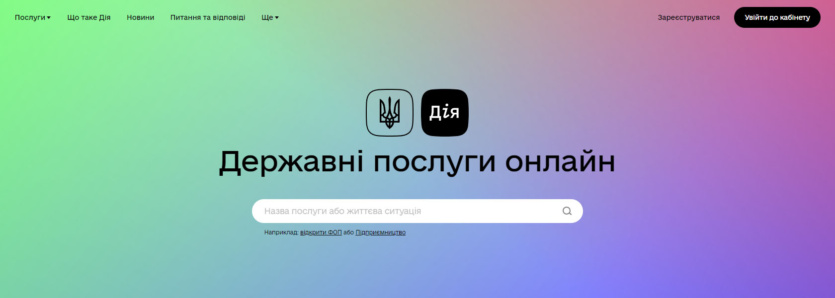 Послуги Що таке Дія Новини Питання та відповіді Ще Зареєструватися Увійти до кабінету
Дія
Державні послуги онлайн
Назва послуги або життєва ситуація
Наприклад: відкрити ФОП або Підприємництво